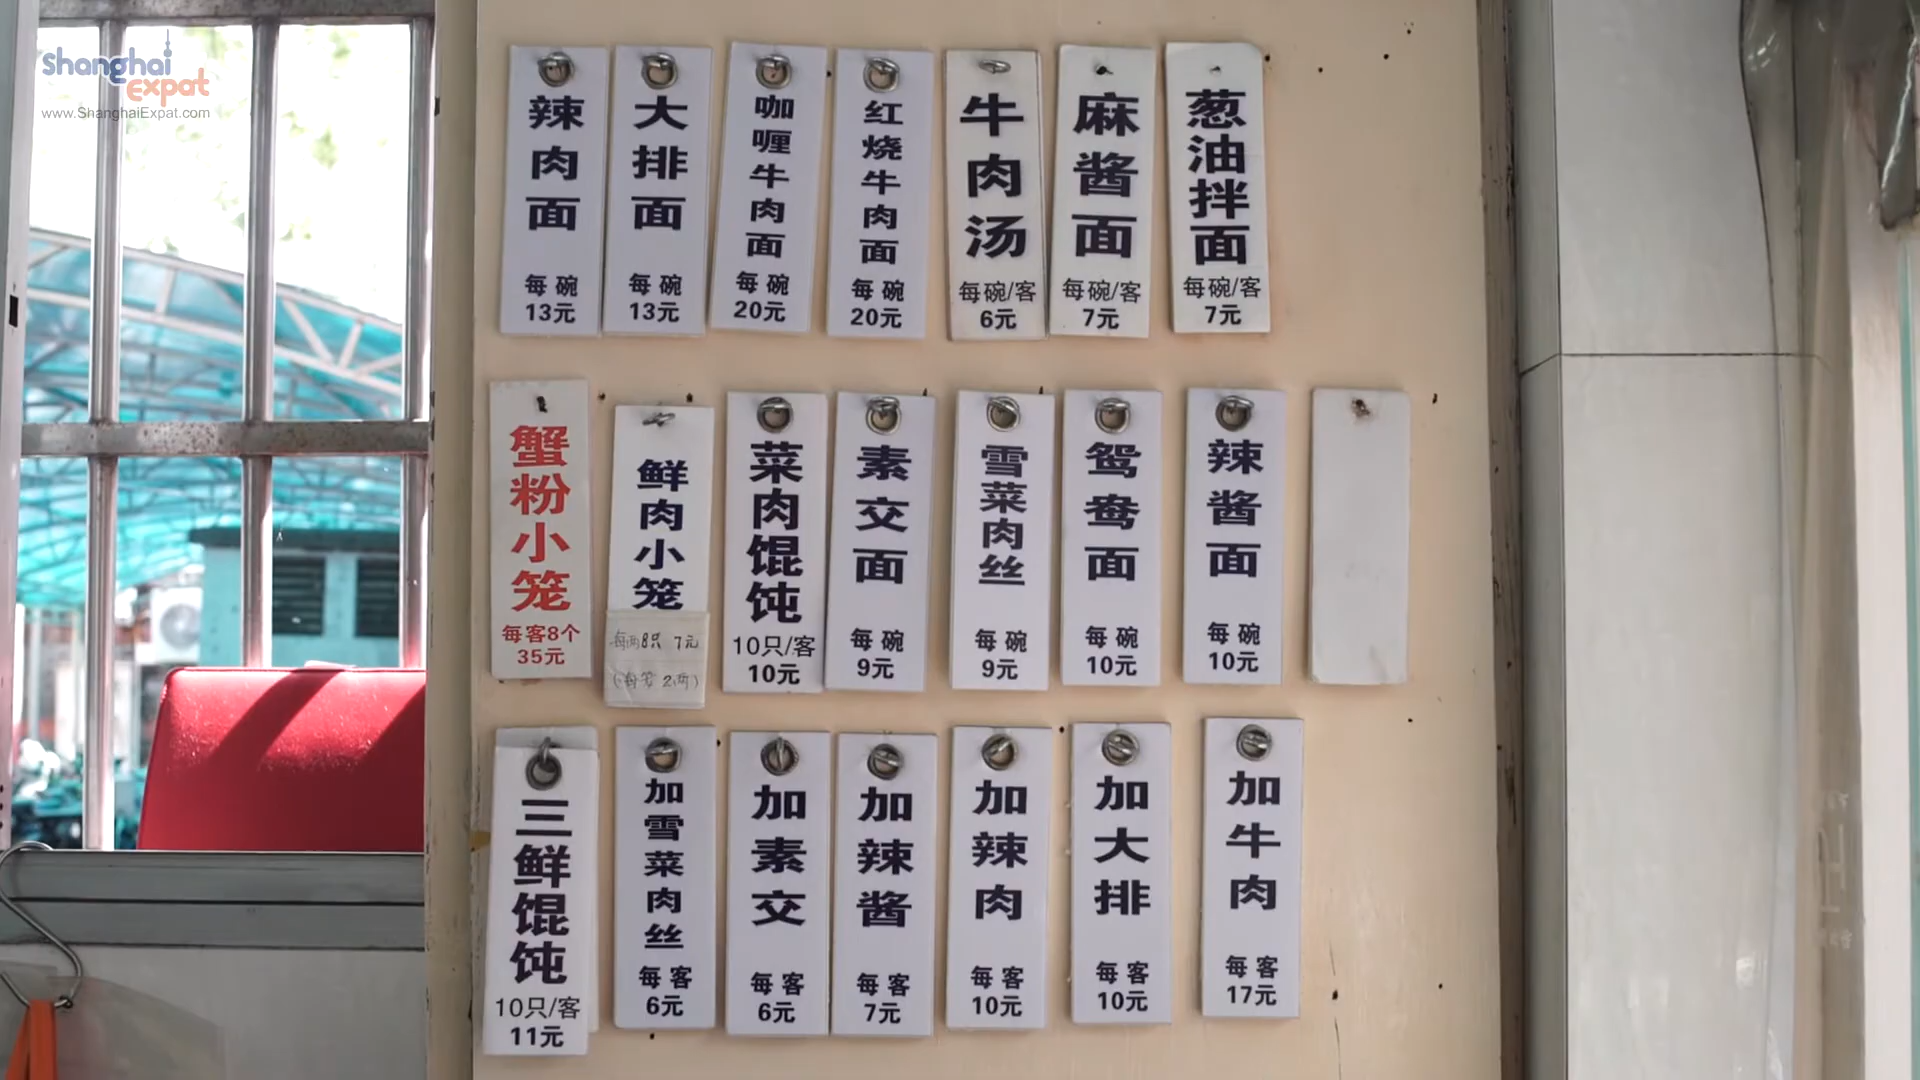 Shanghai
Expat
www.ShanghaiExpat.com
辣肉面
每碗
13元
大排面
每碗
13元
咖喱牛肉面
每碗
20元
红烧牛肉面
每碗
20元
牛肉汤
每碗/客
6元
麻酱面
每碗/客
7元
葱油拌面
每碗/客
7元
蟹粉小笼
每客8个
35元
鲜肉小笼
每两8只 7元
(每客 2两)
菜肉馄饨
10只/客
10元
素交面
每碗
9元
雪菜肉丝
每碗
9元
鸳鸯面
每碗
10元
辣酱面
每碗
10元
三鲜馄饨
10只/客
11元
加雪菜肉丝
每客
6元
加素交
每客
6元
加辣酱
每客
7元
加辣肉
每客
10元
加大排
每客
10元
加牛肉
每客
17元